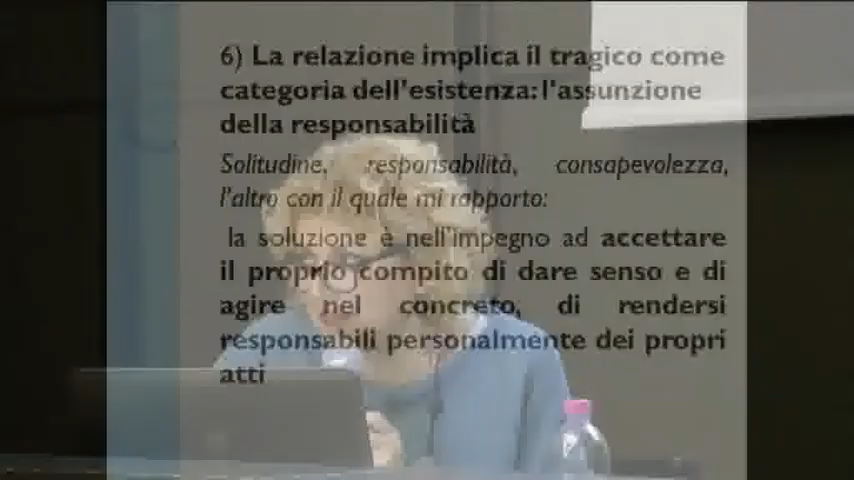 6) La relazione implica il tragico come
categoria dell'esistenza: l'assunzione
della responsabilità
Solitudine, responsabilità, consapevolezza,
l'altro con il quale mi rapporto:
la soluzione è nell'impegno ad accettare
il proprio compito di dare senso e di
agire nel concreto, di rendersi
responsabili personalmente dei propri
atti